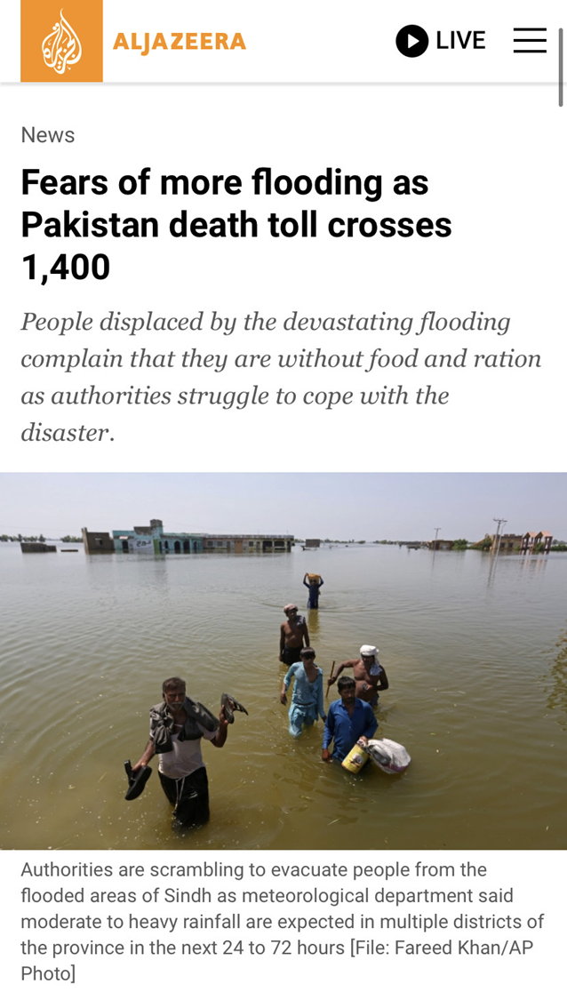 ALJAZEERA
LIVE
News
Fears of more flooding as
Pakistan death toll crosses
1,400
People displaced by the devastating flooding
complain that they are without food and ration
as authorities struggle to cope with the
disaster.
Authorities are scrambling to evacuate people from the
flooded areas of Sindh as meteorological department said
moderate to heavy rainfall are expected in multiple districts of
the province in the next 24 to 72 hours [File: Fareed Khan/AP
Photo]